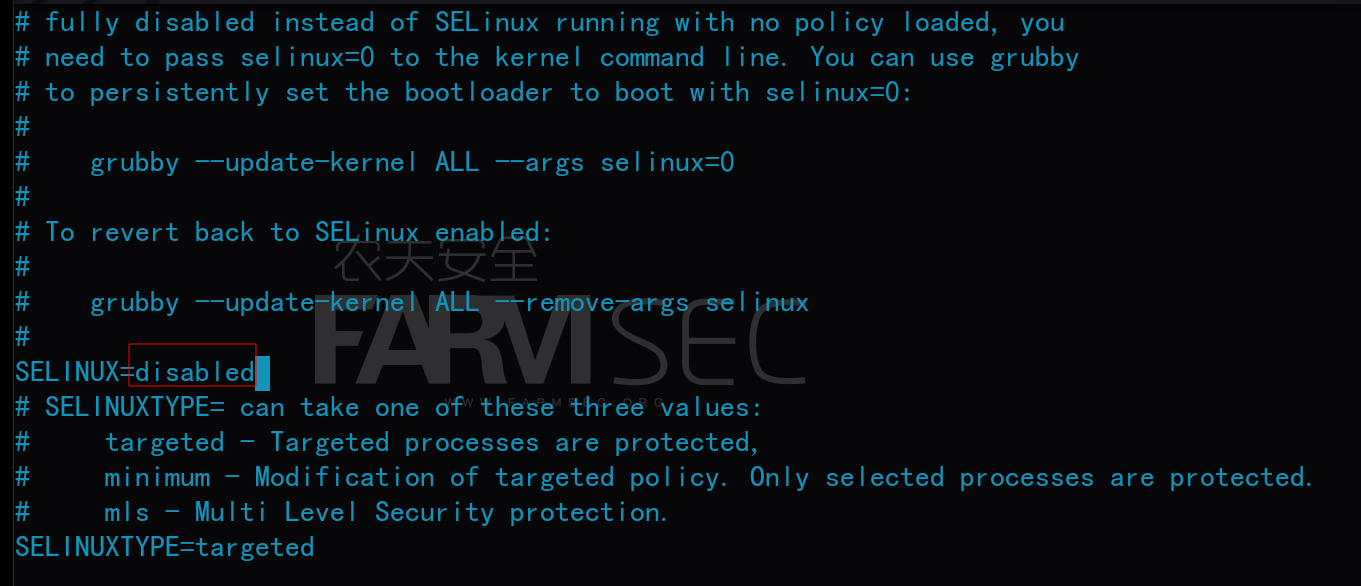 # fully disabled instead of SELinux running with no policy loaded, you
# need to pass selinux=0 to the kernel command line. You can use grubby
# to persistently set the bootloader to boot with selinux=0:
#
#    grubby --update-kernel ALL --args selinux=0
#
# To revert back to SELinux enabled:
农夫安全
#
#    grubby --update-kernel ALL --remove-args selinux
FARMSEC
#
SELINUX=disabled
WWW.FARMSEC.ORG
# SELINUXTYPE= can take one of these three values:
#     targeted - Targeted processes are protected,
#     minimum - Modification of targeted policy. Only selected processes are protected.
#     mls - Multi Level Security protection.
SELINUXTYPE=targeted